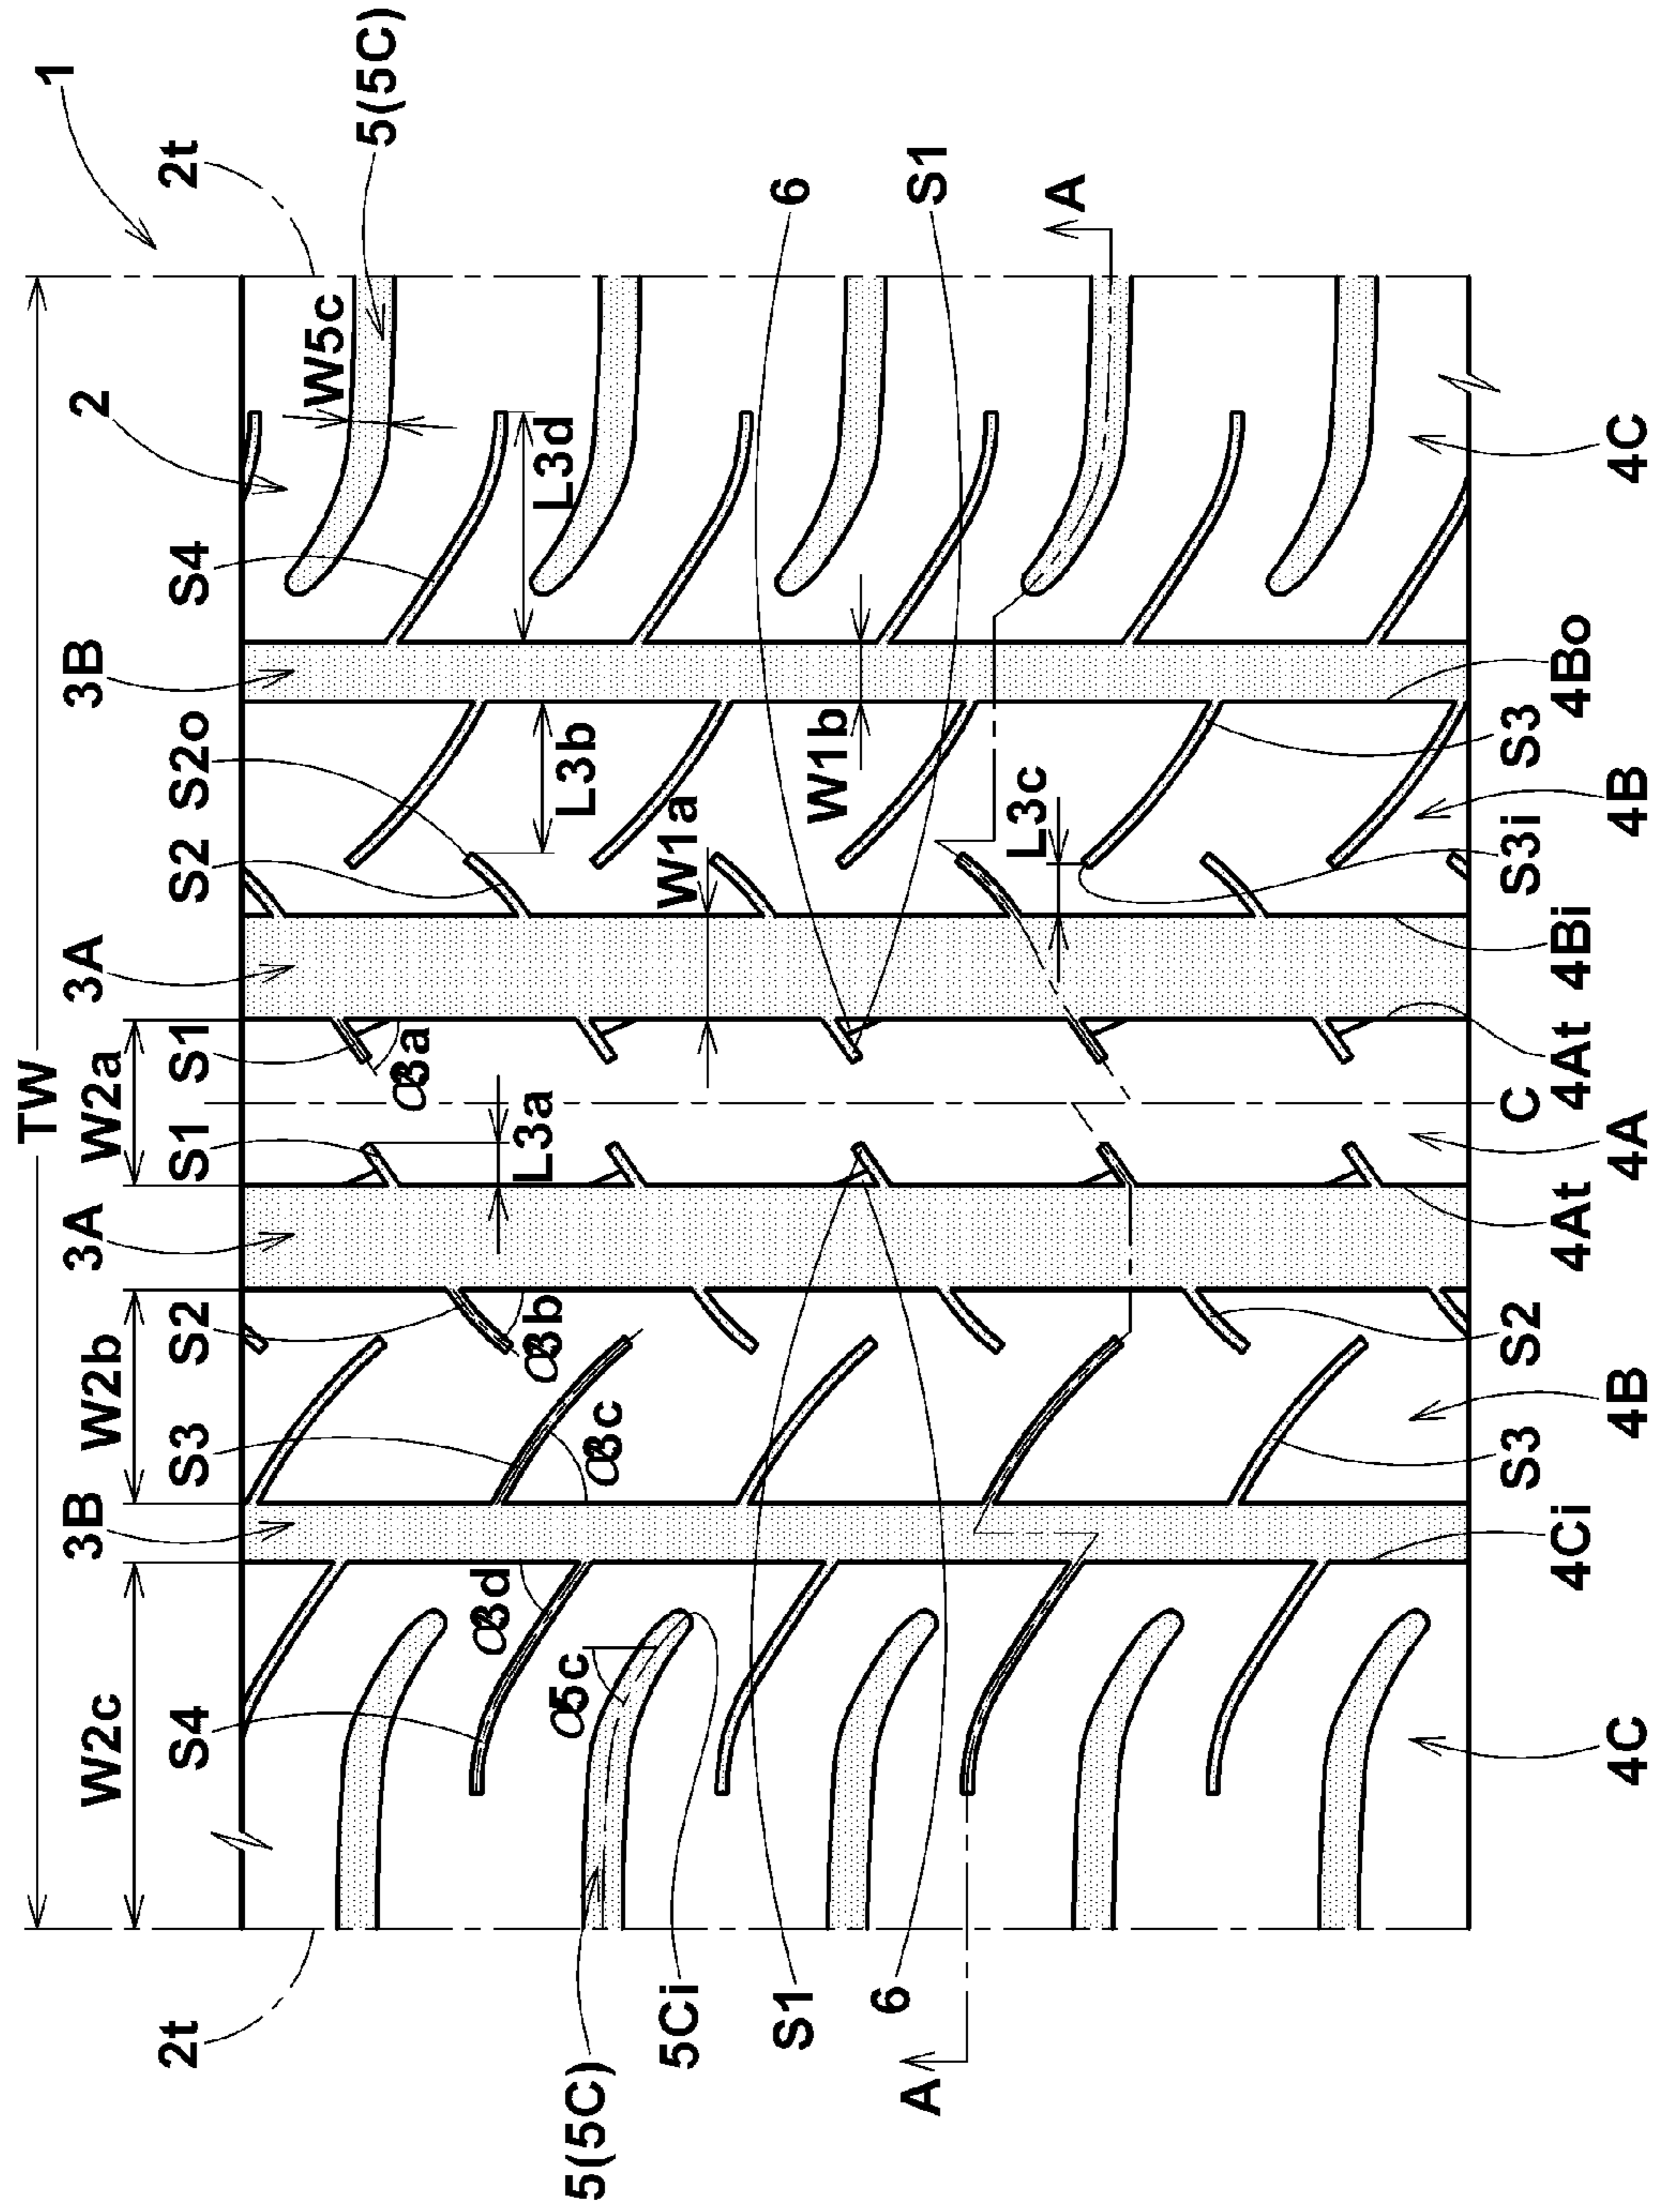 1
TW
2t
2t
W2c
W2b
W2a
3B
3A
3A
3B
2
S4
S3
S2
S1
S1
S2
S2o
S4
5(5C)
W5c
α3d
α3c
α3b
α3a
L3a
L3b
L3d
α5c
5(5C)
5Ci
W1a
W1b
L3c
S1
6
6
S1
A
A
4Ci
S3
S2
4At
C
4At
4Bi
S3i
S3
4Bo
4C
4B
4A
4B
4C